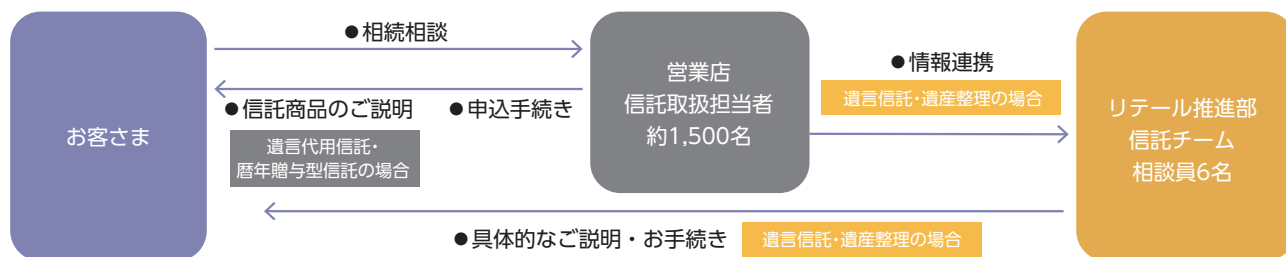 お客さま
●相続相談
●信託商品のご説明 ●申込手続き
遺言代用信託・
暦年贈与型信託の場合
営業店
信託取扱担当者
約1,500名
●情報連携
遺言信託・遺産整理の場合
リテール推進部
信託チーム
相談員6名
●具体的なご説明・お手続き 遺言信託・遺産整理の場合